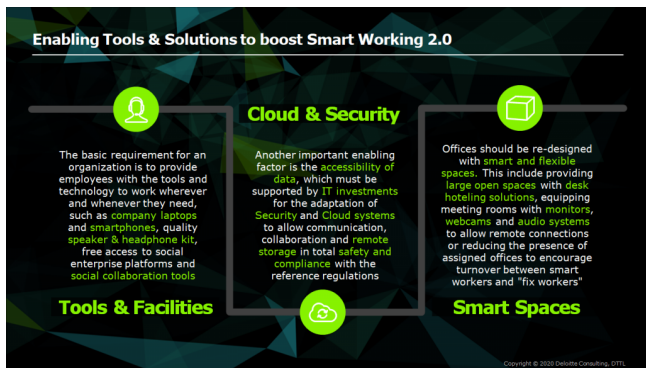 Enabling Tools & Solutions to boost Smart Working 2.0
The basic requirement for an
organization is to provide
employees with the tools and
technology to work wherever
and whenever they need,
such as company laptops
and smartphones, quality
speaker & headphone kit,
free access to social
enterprise platforms and
social collaboration tools
Tools & Facilities
Cloud & Security
Another important enabling
factor is the accessibility of
data, which must be
supported by IT investments
for the adaptation of
Security and Cloud systems
to allow communication,
collaboration and remote
storage in total safety and
compliance with the
reference regulations
Offices should be re-designed
with smart and flexible
spaces. This include providing
large open spaces with desk
hoteling solutions, equipping
meeting rooms with monitors,
webcams and audio systems
to allow remote connections
or reducing the presence of
assigned offices to encourage
turnover between smart
workers and "fix workers"
Smart Spaces
Copyright © 2020 Deloitte Consulting, DTTL